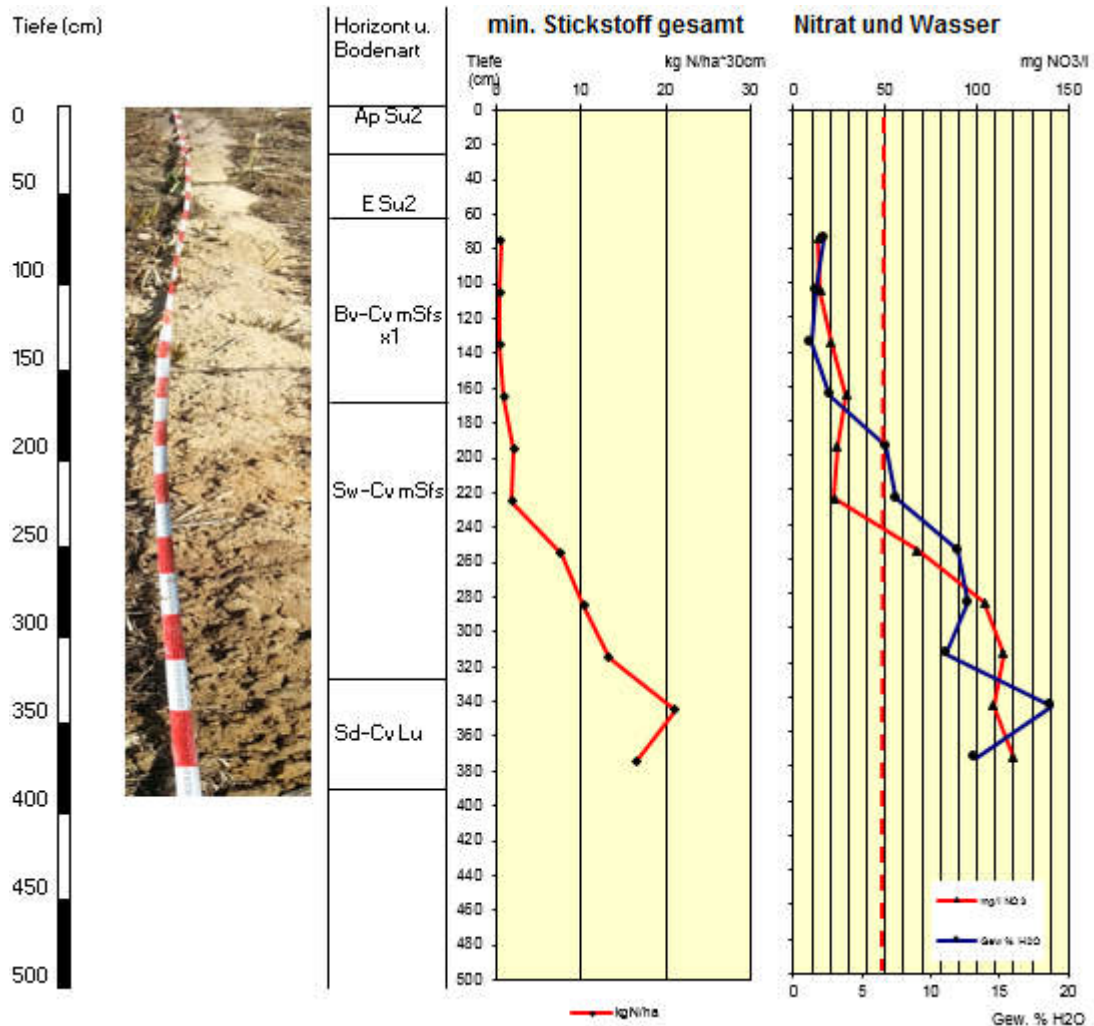 Tiefe (cm)
0
50
100
150
200
250
300
350
400
450
500
Horizont u.
Bodenart
Ap Su2
E Su2
Bv-Cv mSfs
x1
Sw-Cv mSfs
Sd-Cv Lu
min. Stickstoff gesamt
Tiefe
(cm)
kg N/ha*30cm
0 10 20 30
0
20
40
60
80
100
120
140
160
180
200
220
240
260
280
300
320
340
360
380
400
420
440
460
480
500
kgN/ha
Nitrat und Wasser
mg NO3/l
0 50 100 150
mg/l NO3
Gew. % H2O
0 5 10 15 20
Gew. % H2O